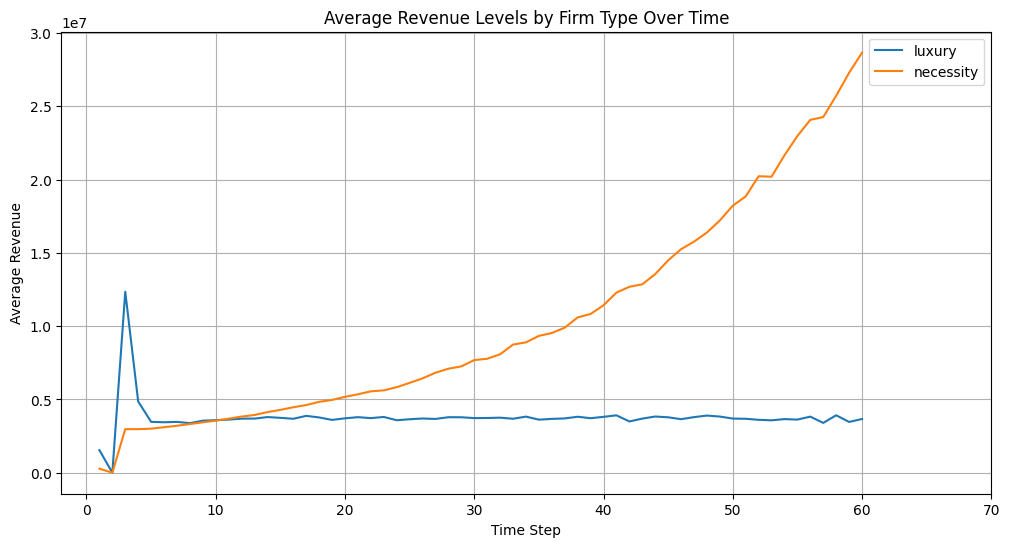 Average Revenue Levels by Firm Type Over Time
1e7
luxury
necessity
3.0
2.5
2.0
1.5
1.0
0.5
0.0
Average Revenue
0 10 20 30 40 50 60 70
Time Step